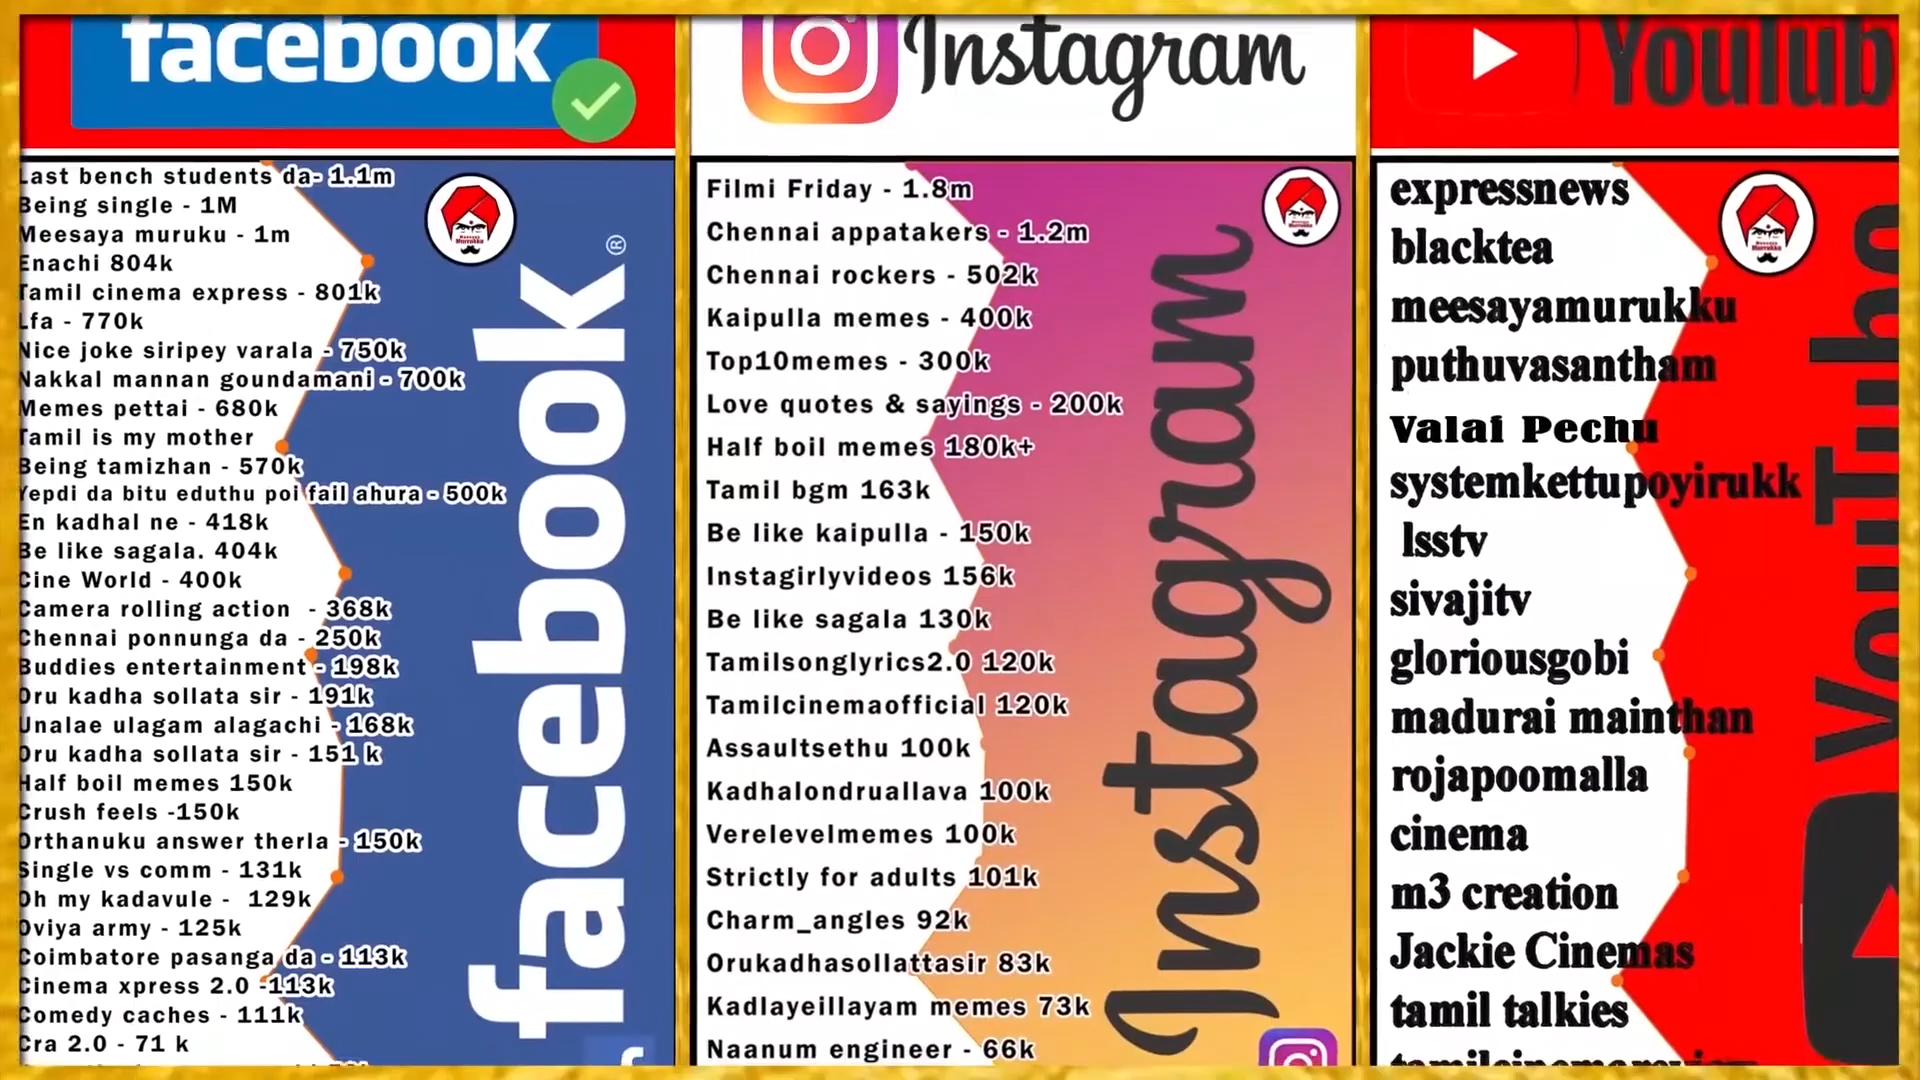 facebook
Last bench students da- 1.1m
Being single - 1M
Meesaya muruku - 1m
Enachi 804k
Tamil cinema express - 801k
Lfa - 770k
Nice joke siripey varala - 750k
Nakkal mannan goundamani - 700k
Memes pettai - 680k
Tamil is my mother
Being tamizhan - 570k
Yepdi da bitu eduthu poi fail ahura - 500k
En kadhal ne - 418k
Be like sagala. 404k
Cine World - 400k
Camera rolling action - 368k
Chennai ponnunga da - 250k
Buddies entertainment - 198k
Oru kadha sollata sir - 191k
Unalae ulagam alagachi - 168k
Oru kadha sollata sir - 151 k
Half boil memes 150k
Crush feels -150k
Orthanuku answer therla - 150k
Single vs comm - 131k
Oh my kadavule - 129k
Oviya army - 125k
Coimbatore pasanga da - 113k
Cinema xpress 2.0 -113k
Comedy caches - 111k
Cra 2.0 - 71 k
facebook®
Instagram
Filmi Friday - 1.8m
Chennai appatakers - 1.2m
Chennai rockers - 502k
Kaipulla memes - 400k
Top10memes - 300k
Love quotes & sayings - 200k
Half boil memes 180k+
Tamil bgm 163k
Be like kaipulla - 150k
Instagirlyvideos 156k
Be like sagala 130k
Tamilsonglyrics2.0 120k
Tamilcinemaofficial 120k
Assaultsethu 100k
Kadhalondruallava 100k
Verelevelmemes 100k
Strictly for adults 101k
Charm_angles 92k
Orukadhasollattasir 83k
Kadlayeillayam memes 73k
Naanum engineer - 66k
Instagram
YouTub
expressnews
blacktea
meesayamurukku
puthuvasantham
Valai Pechu
systemkettupoyirukk
lsstv
sivajitv
gloriousgobi
madurai mainthan
rojapoomalla
cinema
m3 creation
Jackie Cinemas
tamil talkies
YouTube